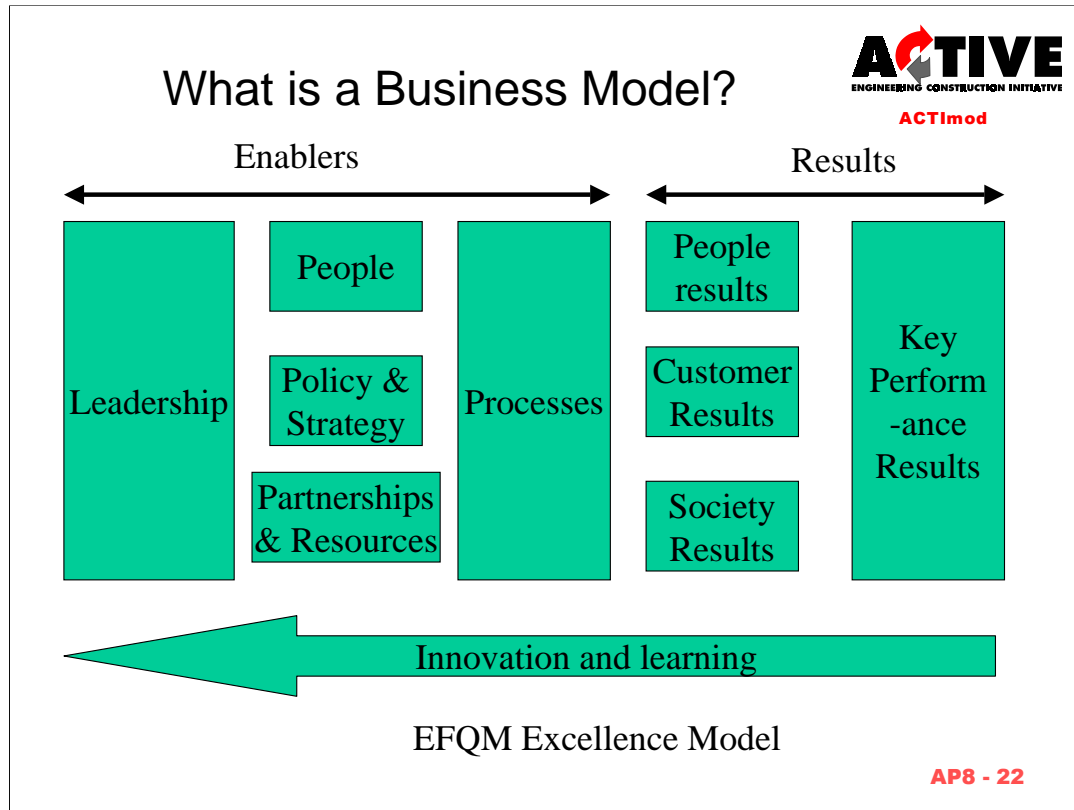 What is a Business Model?
ACTIVE
ENGINEERING CONSTRUCTION INITIATIVE
ACTImod
Enablers
Results
Leadership
People
Policy &
Strategy
Partnerships
& Resources
Processes
People
results
Customer
Results
Society
Results
Key
Perform
-ance
Results
Innovation and learning
EFQM Excellence Model
AP8 - 22